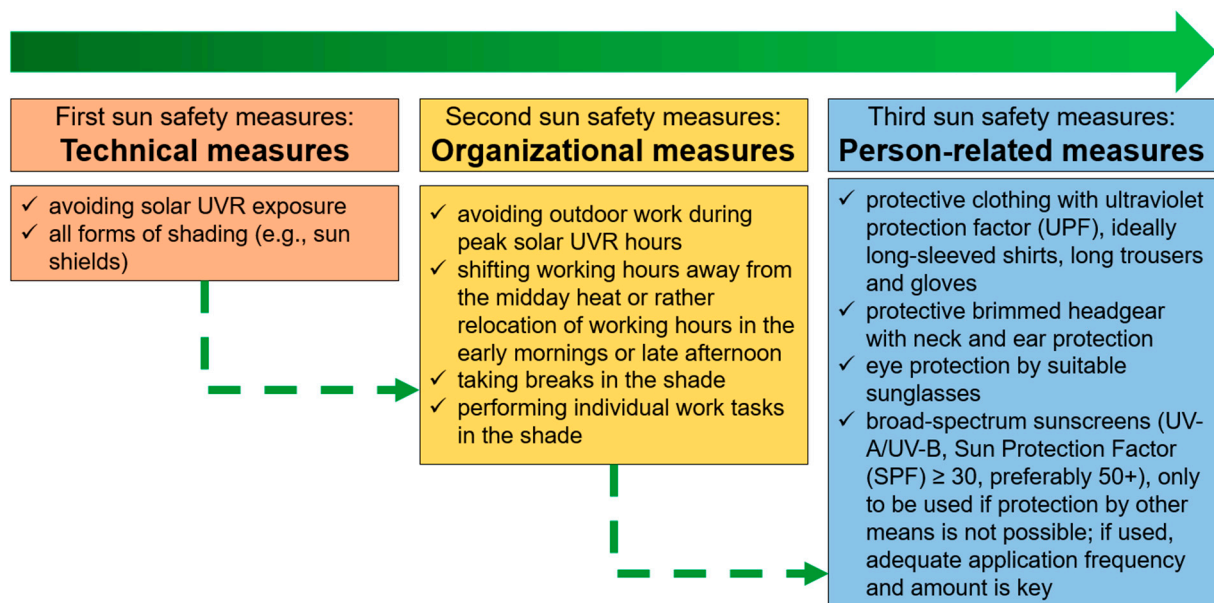 First sun safety measures:
Technical measures
✓ avoiding solar UVR exposure
✓ all forms of shading (e.g., sun
shields)
Second sun safety measures:
Organizational measures
✓ avoiding outdoor work during
peak solar UVR hours
✓ shifting working hours away from
the midday heat or rather
relocation of working hours in the
early mornings or late afternoon
✓ taking breaks in the shade
✓ performing individual work tasks
in the shade
Third sun safety measures:
Person-related measures
✓ protective clothing with ultraviolet
protection factor (UPF), ideally
long-sleeved shirts, long trousers
and gloves
✓ protective brimmed headgear
with neck and ear protection
✓ eye protection by suitable
sunglasses
✓ broad-spectrum sunscreens (UV-
A/UV-B, Sun Protection Factor
(SPF) ≥ 30, preferably 50+), only
to be used if protection by other
means is not possible; if used,
adequate application frequency
and amount is key